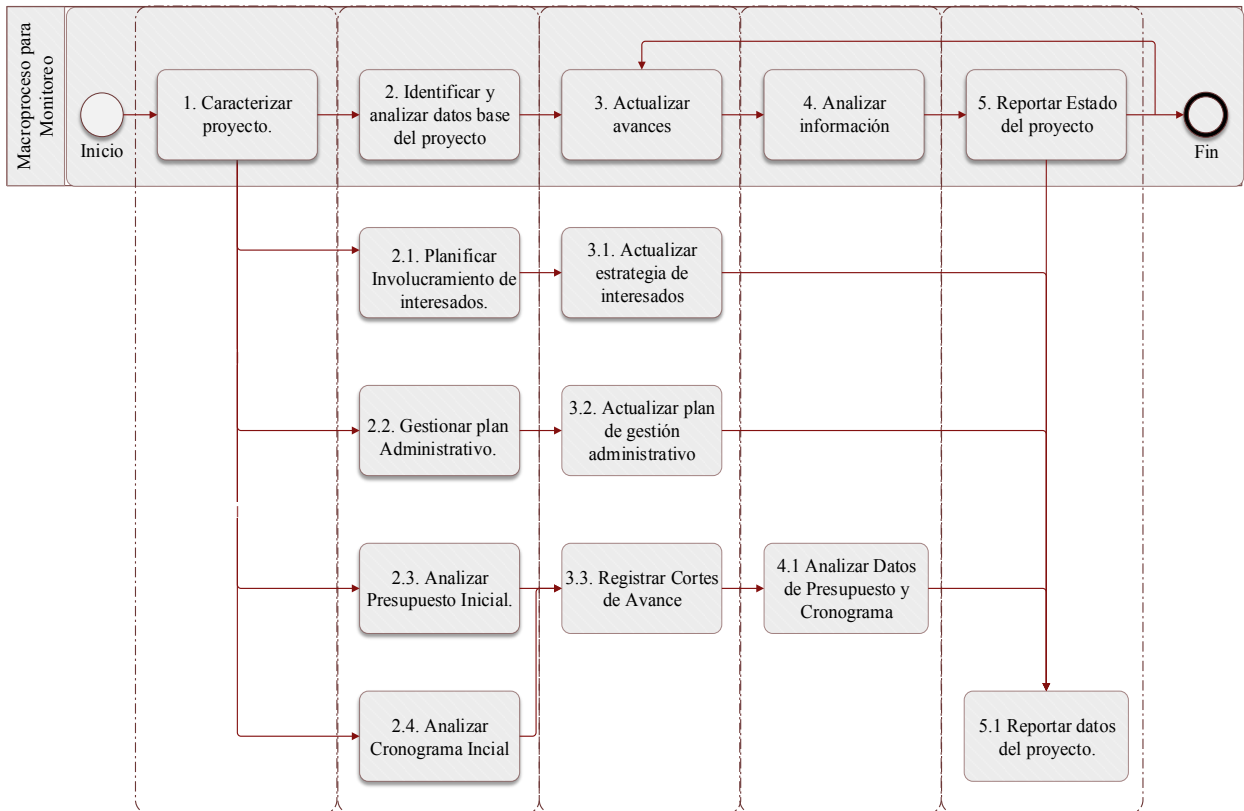 Macroproceso para
Monitoreo
Inicio
1. Caracterizar
proyecto.
2. Identificar y
analizar datos base
del proyecto
3. Actualizar
avances
4. Analizar
información
5. Reportar Estado
del proyecto
Fin
2.1. Planificar
Involucramiento de
interesados.
3.1. Actualizar
estrategia de
interesados
2.2. Gestionar plan
Administrativo.
3.2. Actualizar plan
de gestión
administrativo
2.3. Analizar
Presupuesto Inicial.
3.3. Registrar Cortes
de Avance
4.1 Analizar Datos
de Presupuesto y
Cronograma
2.4. Analizar
Cronograma Incial
5.1 Reportar datos
del proyecto.